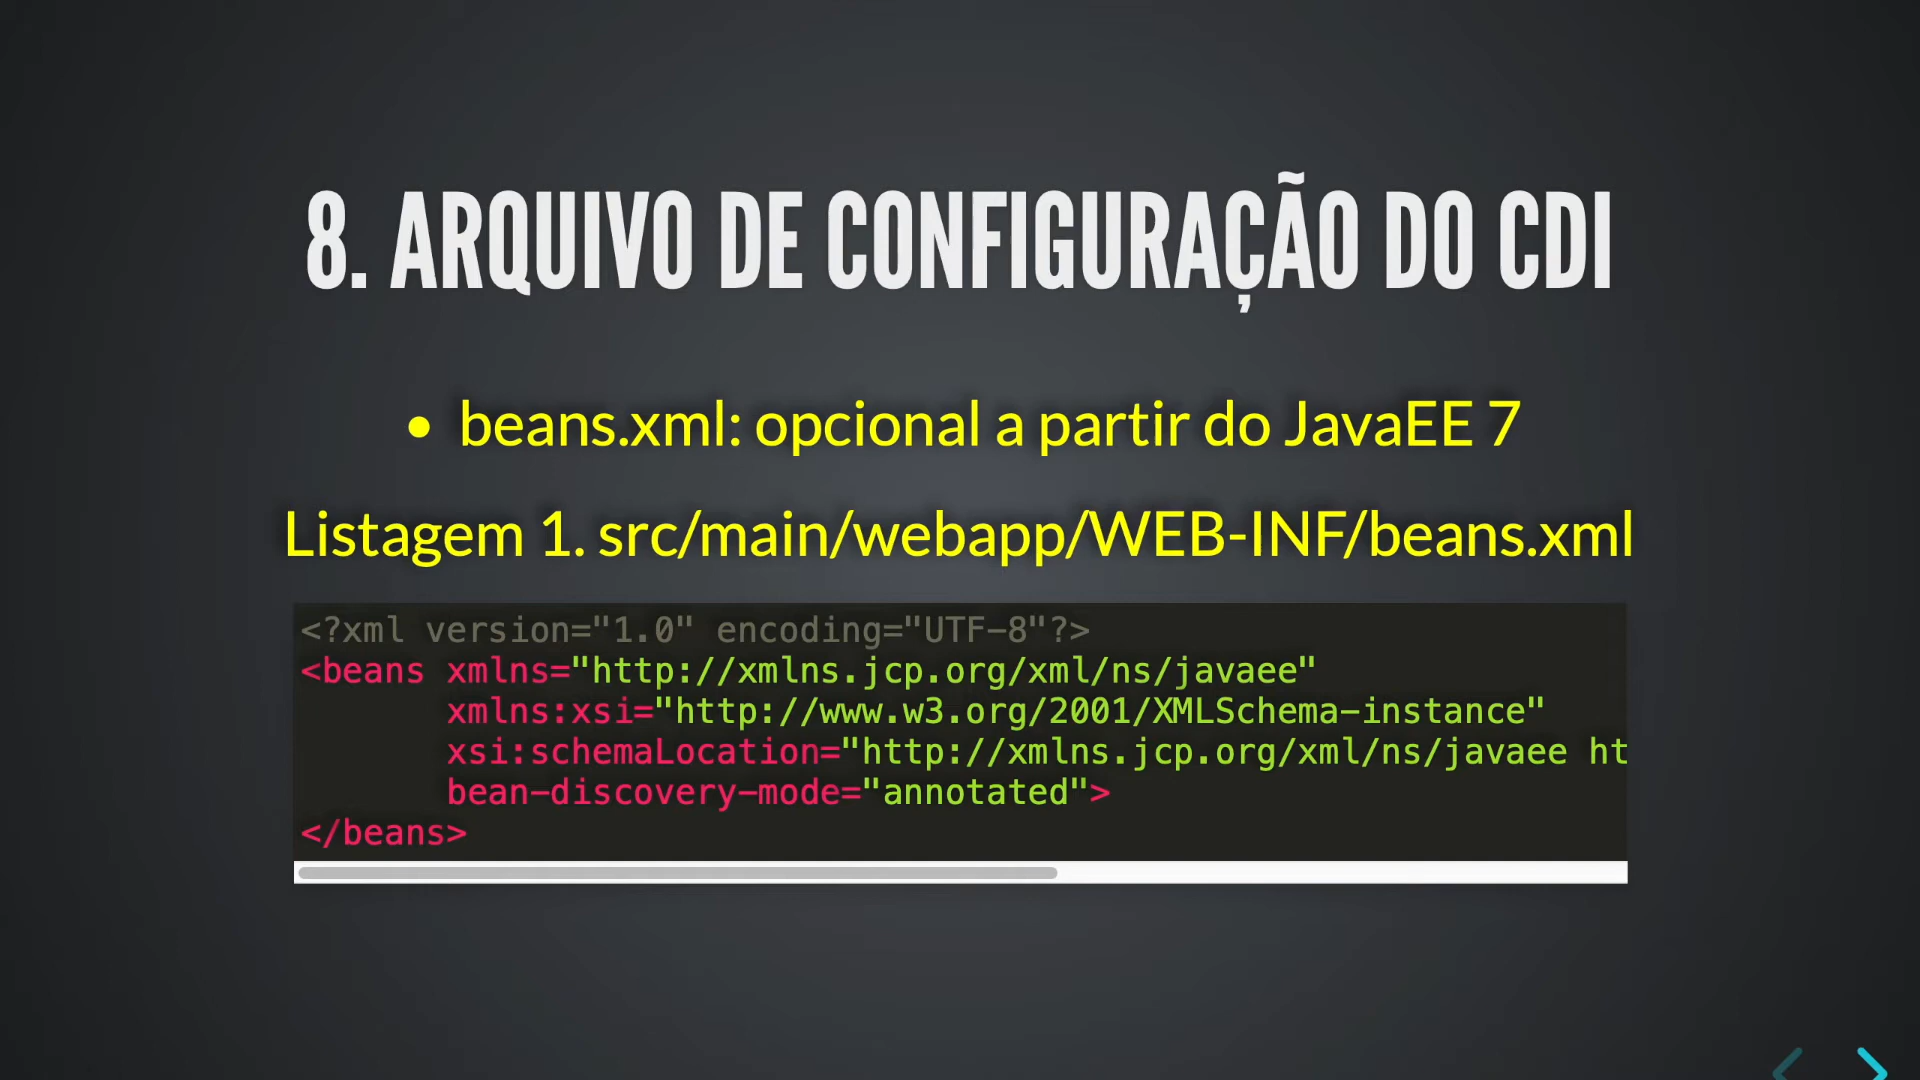 8. ARQUIVO DE CONFIGURAÇÃO DO CDI
• beans.xml: opcional a partir do JavaEE 7
Listagem 1. src/main/webapp/WEB-INF/beans.xml
<?xml version="1.0" encoding="UTF-8"?>
<beans xmlns="http://xmlns.jcp.org/xml/ns/javaee"
       xmlns:xsi="http://www.w3.org/2001/XMLSchema-instance"
       xsi:schemaLocation="http://xmlns.jcp.org/xml/ns/javaee ht
       bean-discovery-mode="annotated">
</beans>